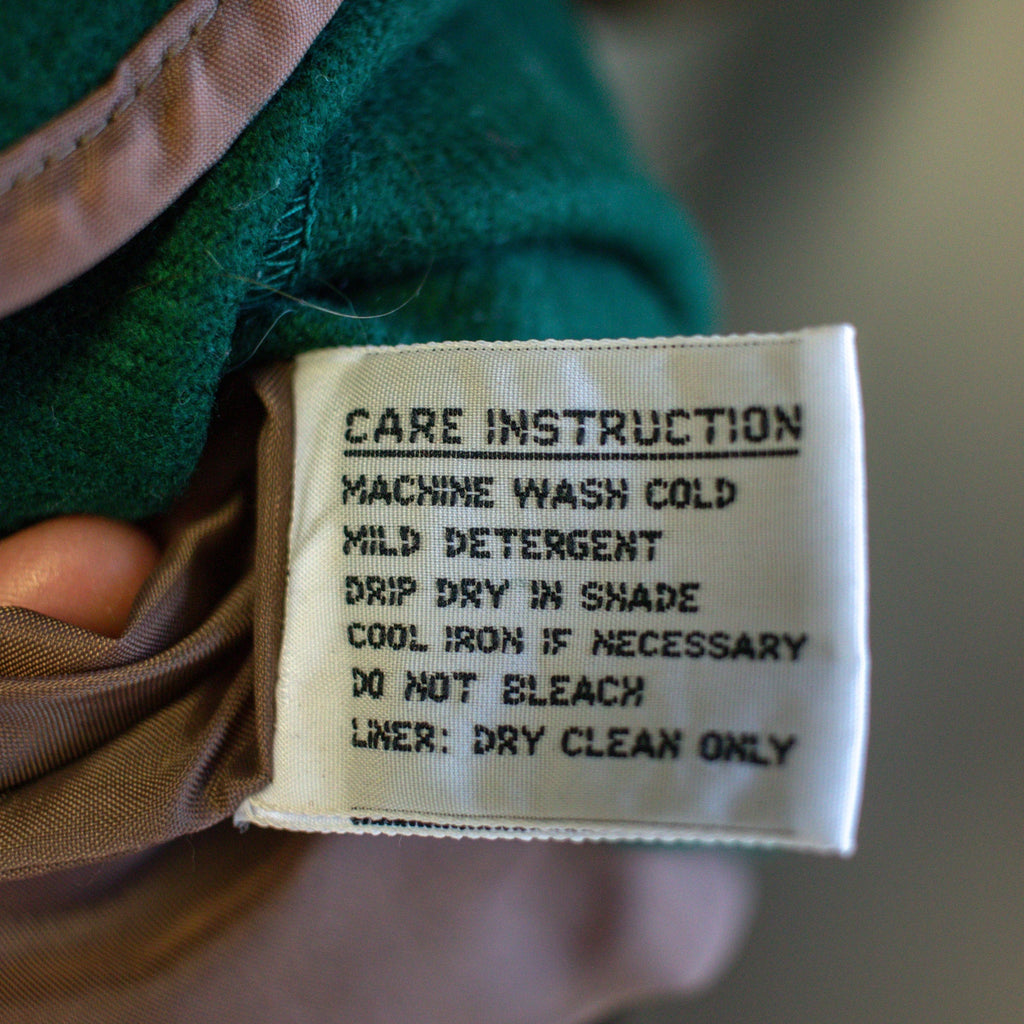 CARE INSTRUCTION
MACHINE WASH COLD
MILD DETERGENT
DRIP DRY IN SHADE
COOL IRON IF NECESSARY
DO NOT BLEACH
LINER: DRY CLEAN ONLY